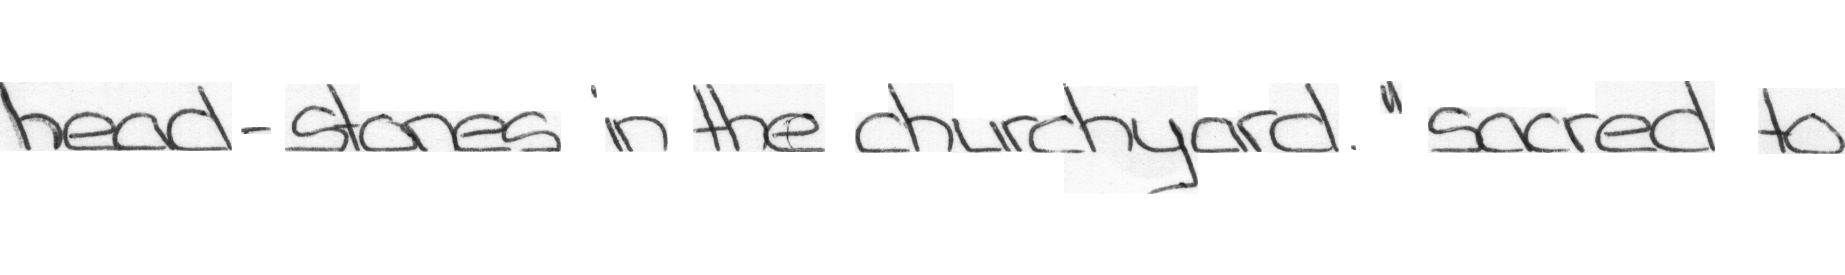 head-stones in the churchyard. "sacred to